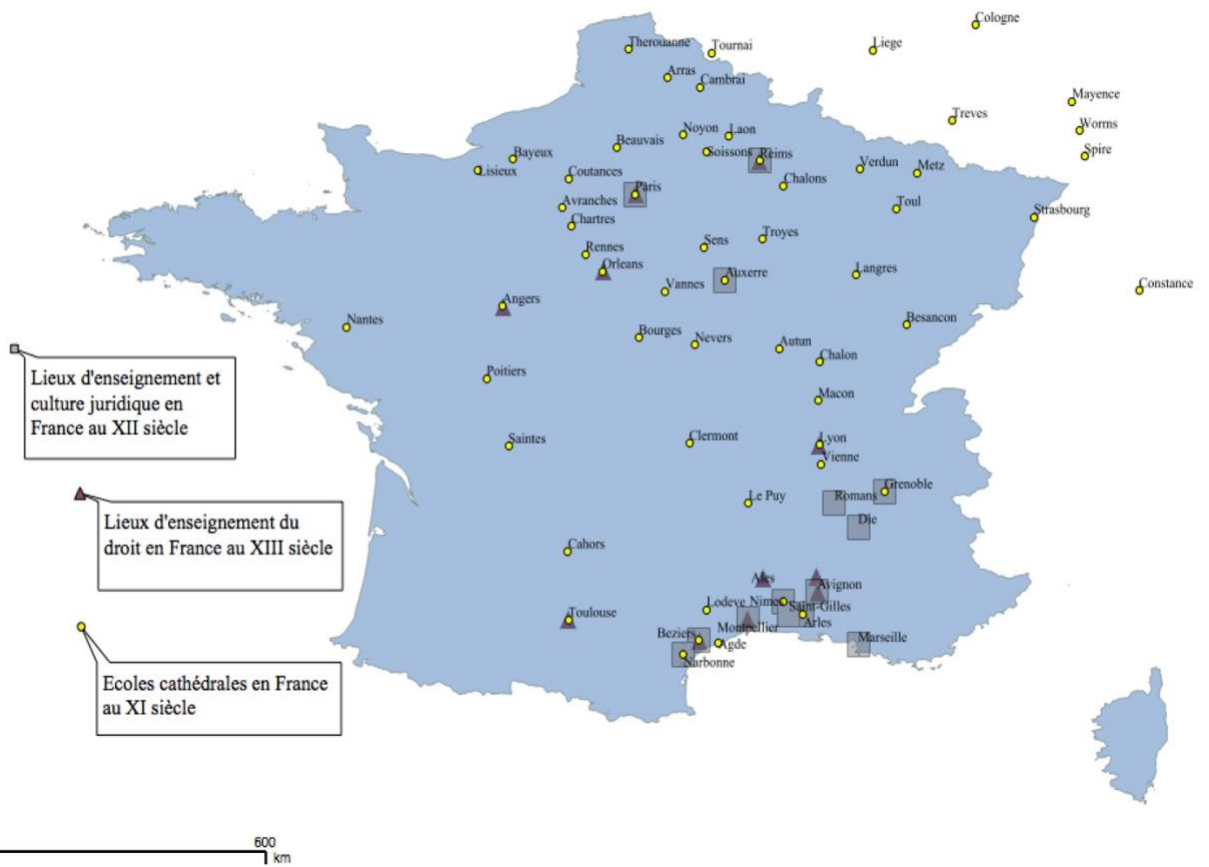 Cologne
Therouanne
Tournai
Liege
Arras
Cambrai
Mayence
Treves
Worms
Noyon
Laon
Beauvais
Soissons
Reims
Spire
Bayeux
Lisieux
Coutances
Verdun
Metz
Chalons
Paris
Avranches
Toul
Chartres
Strasbourg
Sens
Troyes
Rennes
Orleans
Auxerre
Langres
Vannes
Constance
Angers
Nantes
Besancon
Bourges
Nevers
Autun
Chalon
Lieux d'enseignement et
culture juridique en
France au XII siècle
Poitiers
Macon
Saintes
Clermont
Lyon
Vienne
Le Puy
Romans
Grenoble
Die
Lieux d'enseignement du
droit en France au XIII siècle
Cahors
Ales
Avignon
Toulouse
Lodeve
Nimes
Saint-Gilles
Arles
Beziers
Montpellier
Agde
Marseille
Narbonne
Ecoles cathédrales en France
au XI siècle
600
km